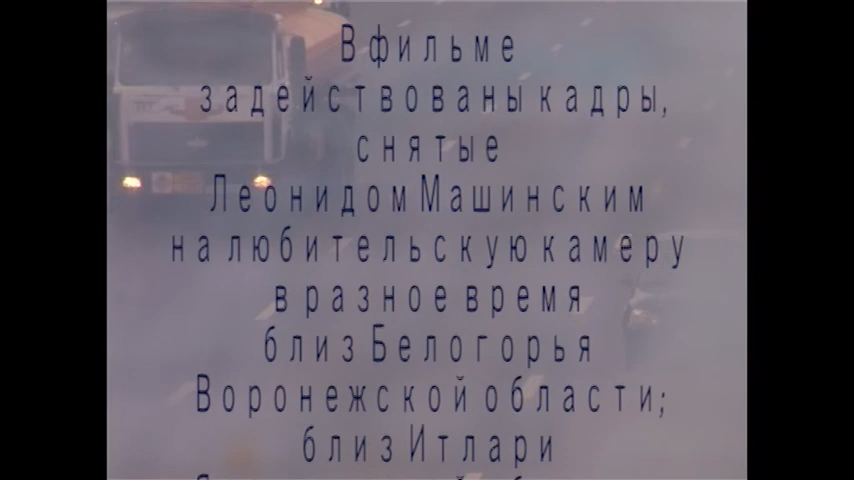 В фильме
задействованы кадры,
снятые
Леонидом Машинским
на любительскую камеру
в разное время
близ Белогорья
Воронежской области;
близ Итлари